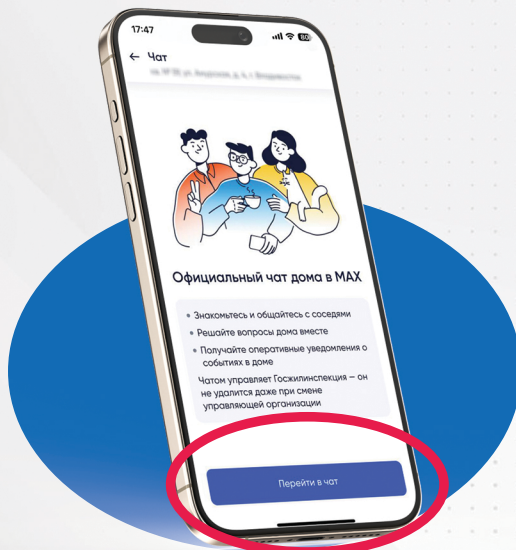 17:47
80
← Чат
Официальный чат дома в MAX
• Знакомьтесь и общайтесь с соседями
• Решайте вопросы дома вместе
• Получайте оперативные уведомления о
событиях в доме
Чатом управляет Госжилинспекция — он
не удалится даже при смене
управляющей организации
Перейти в чат